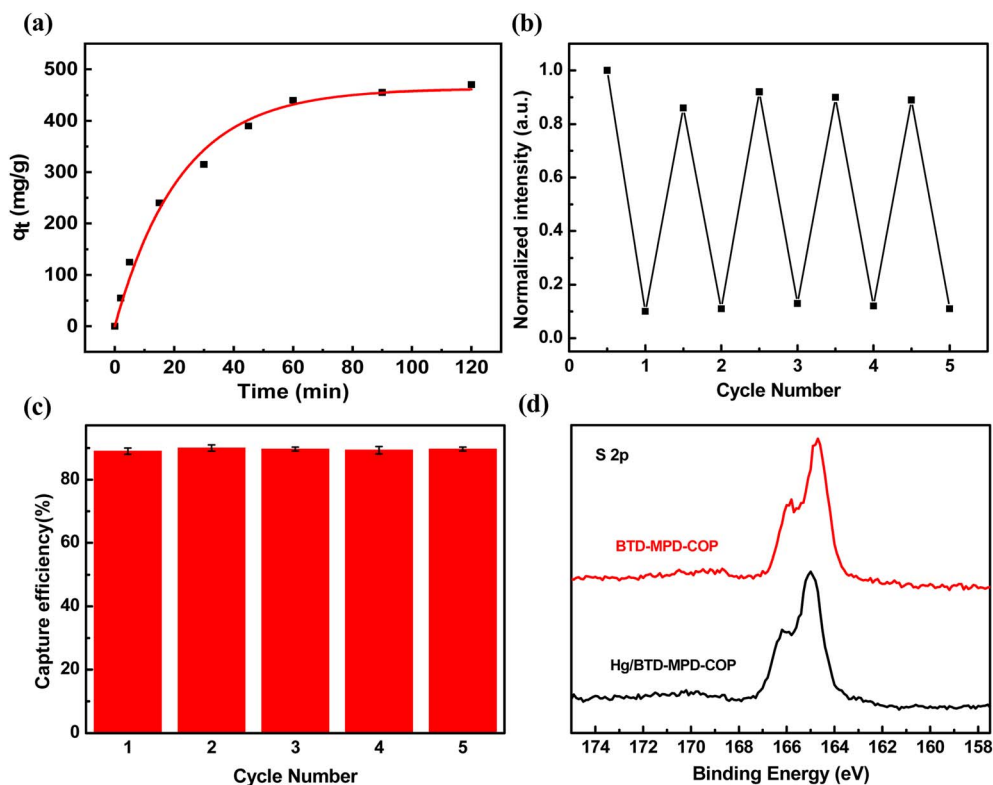 (a)
qt (mg/g)
500
400
300
200
100
0
0 20 40 60 80 100 120
Time (min)
(b)
Normalized intensity (a.u.)
1.0
0.8
0.6
0.4
0.2
0.0
0 1 2 3 4 5
Cycle Number
(c)
Capture efficiency(%)
80
60
40
20
0
1 2 3 4 5
Cycle Number
(d)
S 2p
BTD-MPD-COP
Hg/BTD-MPD-COP
174 172 170 168 166 164 162 160 158
Binding Energy (eV)